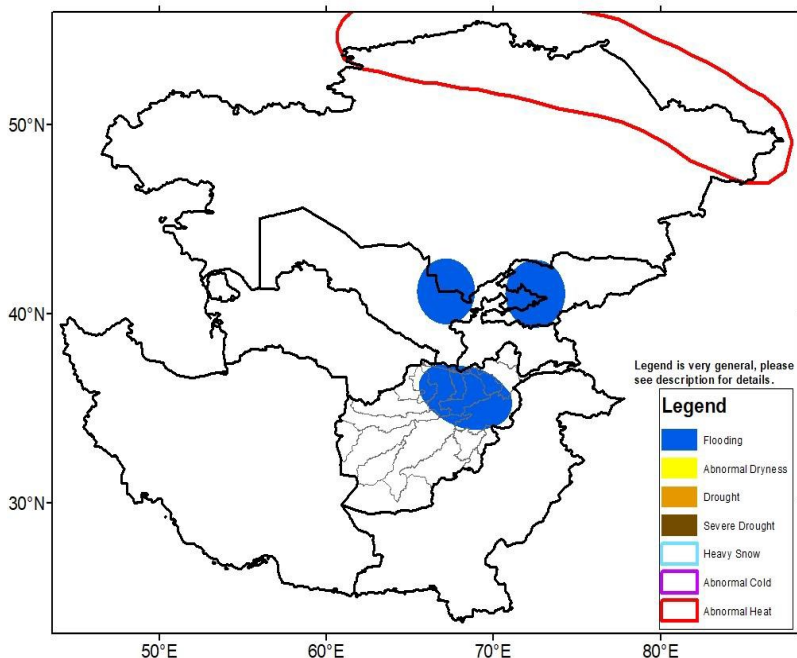 50°N
40°N
30°N
50°E
60°E
70°E
80°E
Legend is very general, please
see description for details.
Legend
Flooding
Abnormal Dryness
Drought
Severe Drought
Heavy Snow
Abnormal Cold
Abnormal Heat